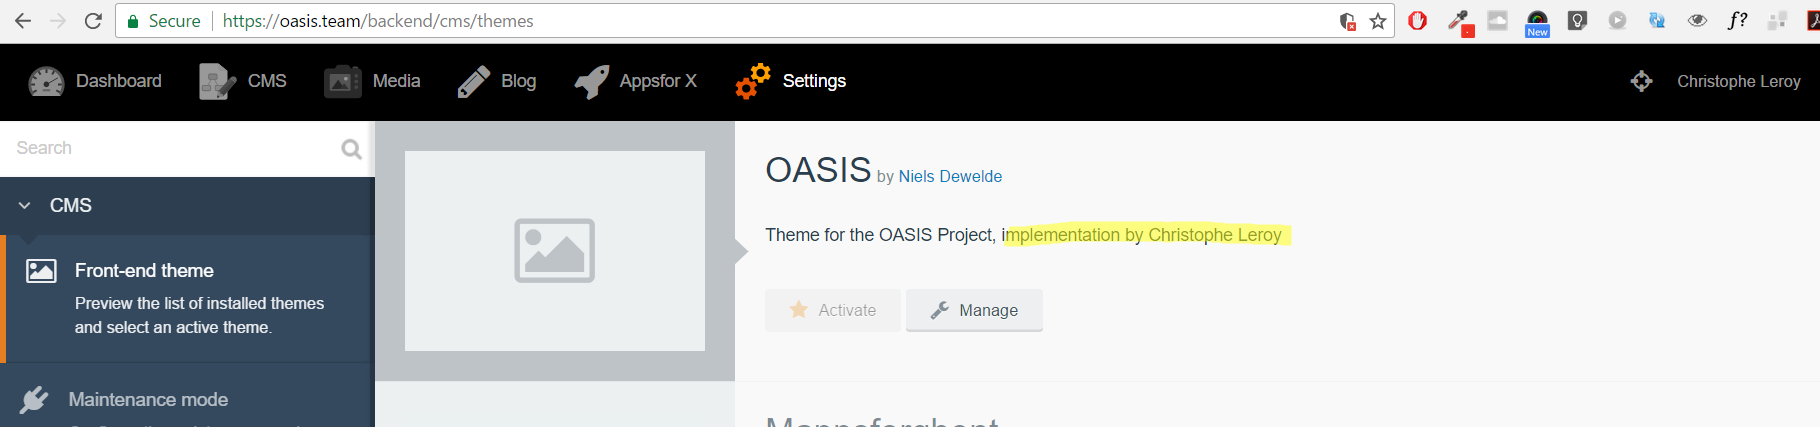 Secure https://oasis.team/backend/cms/themes
New
f?
Dashboard CMS Media Blog Appsfor X Settings Christophe Leroy
Search
CMS
Front-end theme
Preview the list of installed themes
and select an active theme.
Maintenance mode
OASIS by Niels Dewelde
Theme for the OASIS Project, implementation by Christophe Leroy
Activate Manage